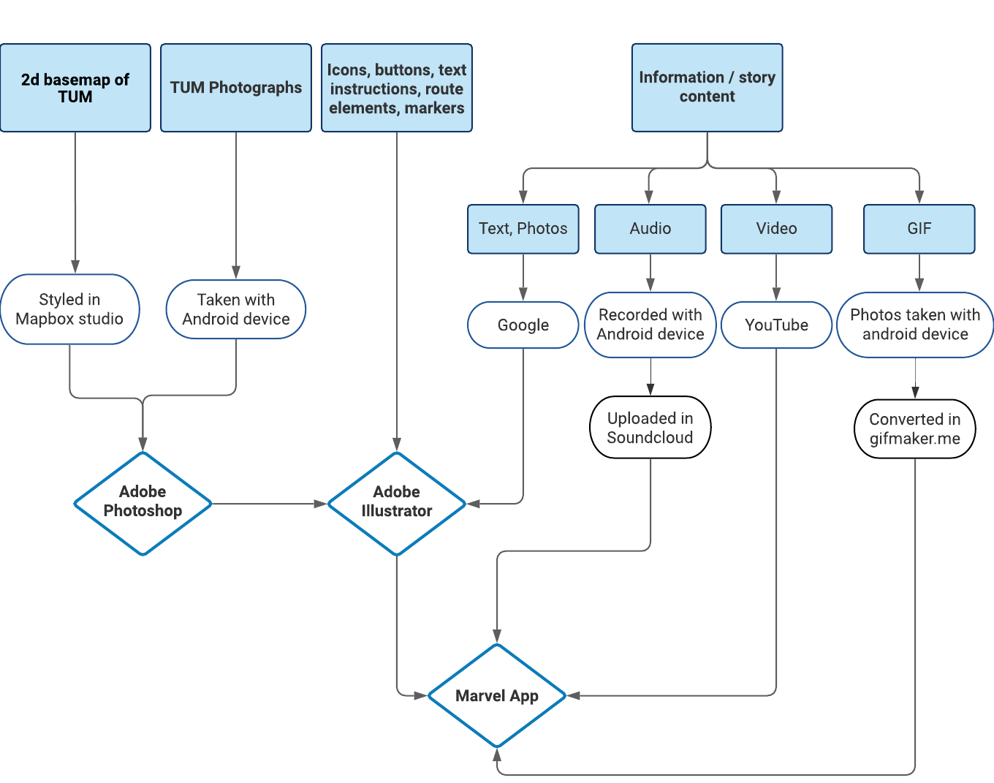 2d basemap of
TUM
TUM Photographs
Icons, buttons, text
instructions, route
elements, markers
Information / story
content
Text, Photos
Audio
Video
GIF
Styled in
Mapbox studio
Taken with
Android device
Google
Recorded with
Android device
YouTube
Photos taken with
android device
Uploaded in
Soundcloud
Converted in
gifmaker.me
Adobe
Photoshop
Adobe
Illustrator
Marvel App